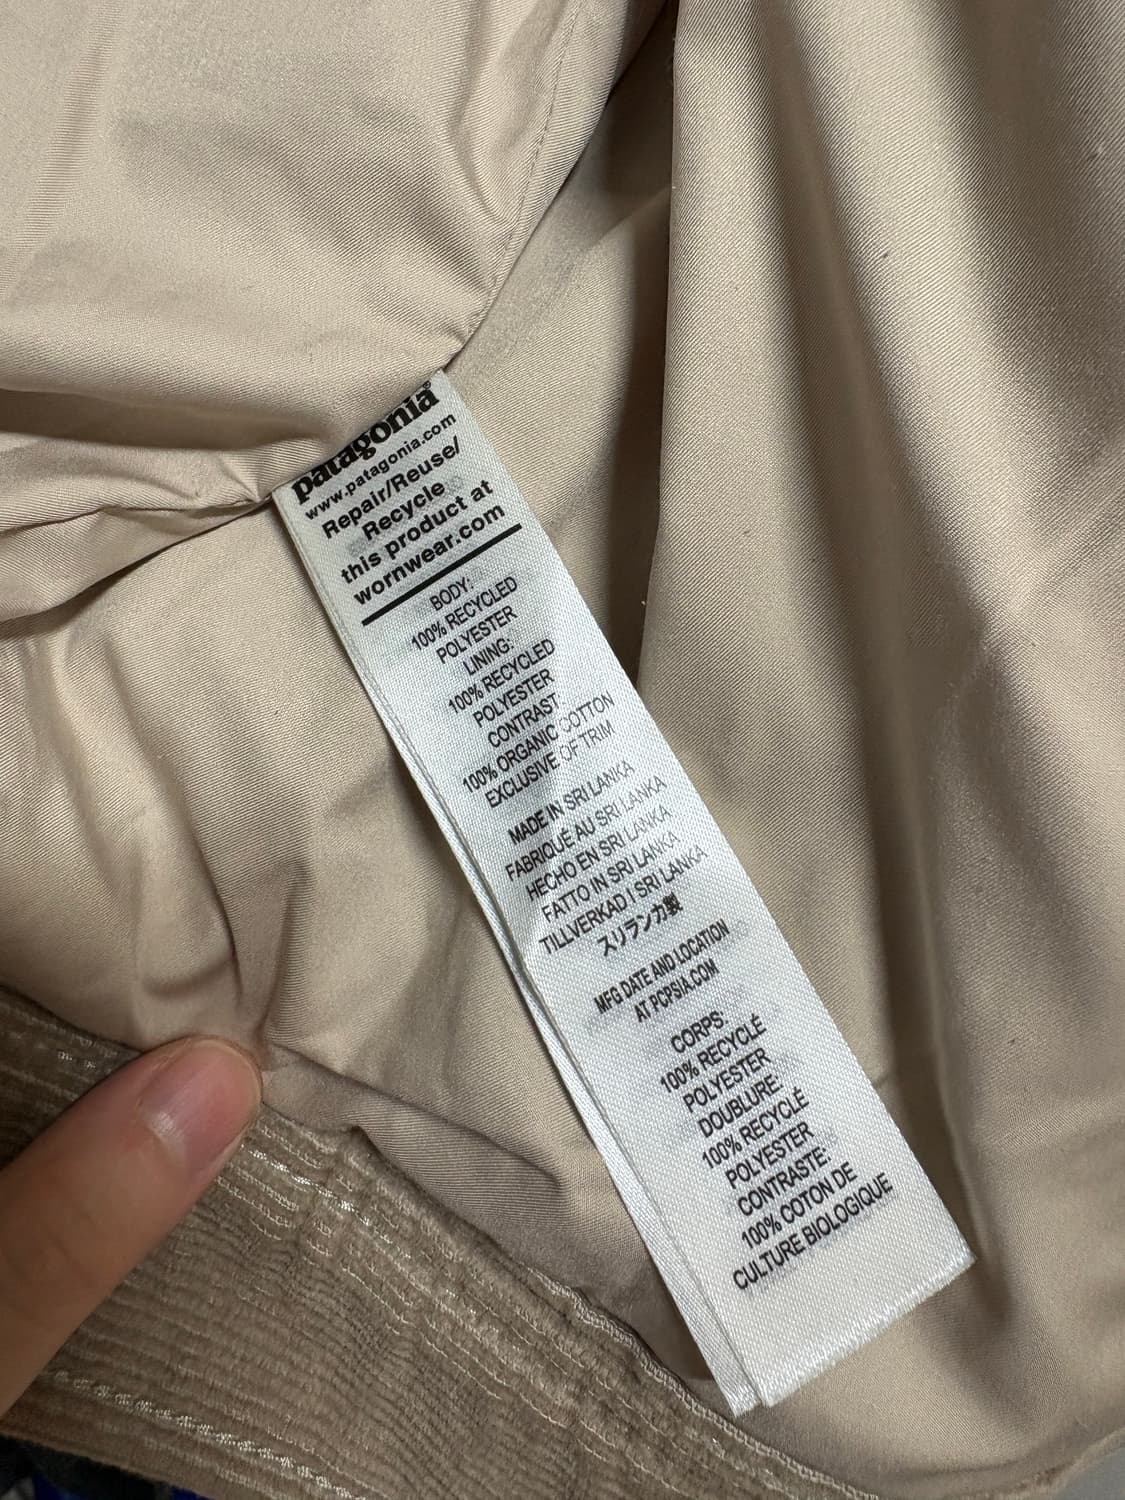 patagonia®
www.patagonia.com
Repair/Reuse/
Recycle
this product at
wornwear.com
BODY:
100% RECYCLED
POLYESTER
LINING:
100% RECYCLED
POLYESTER
CONTRAST:
100% ORGANIC COTTON
EXCLUSIVE OF TRIM
MADE IN SRI LANKA
FABRIQUÉ AU SRI LANKA
HECHO EN SRI LANKA
FATTO IN SRI LANKA
TILLVERKAD I SRI LANKA
スリランカ製
MFG DATE AND LOCATION
AT PCPSIA.COM
CORPS:
100% RECYCLÉ
POLYESTER
DOUBLURE:
100% RECYCLÉ
POLYESTER
CONTRASTE:
100% COTON DE
CULTURE BIOLOGIQUE